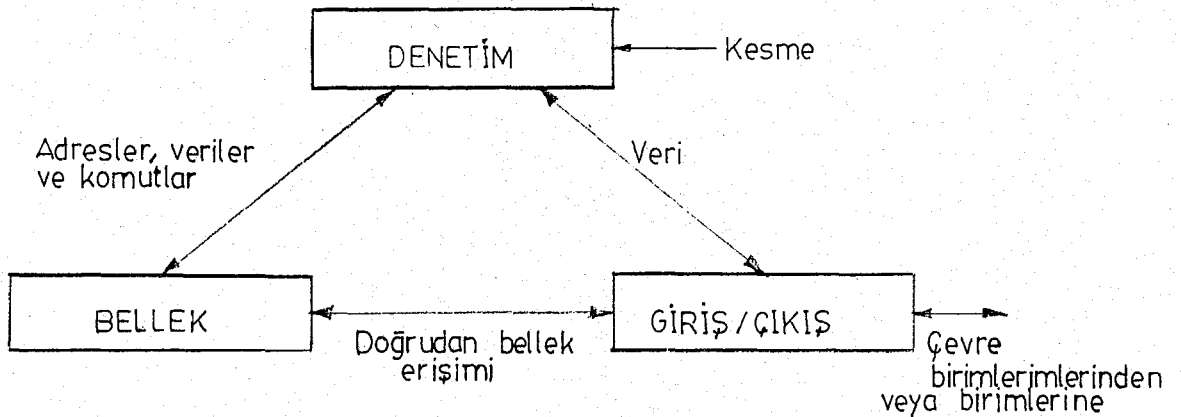 DENETİM
Kesme
Adresler, veriler
ve komutlar
Veri
BELLEK
Doğrudan bellek
erişimi
GİRİŞ/ÇIKIŞ
Çevre
birimlerimlerinden
veya birimlerine